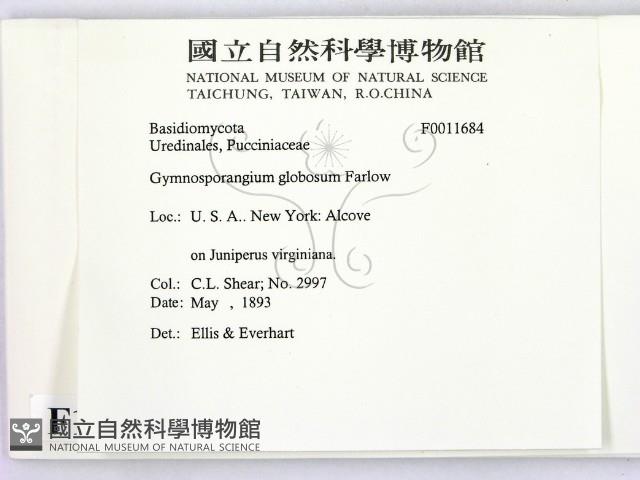 國立自然科學博物館
NATIONAL MUSEUM OF NATURAL SCIENCE
TAICHUNG, TAIWAN, R.O.CHINA
Basidiomycota F0011684
Uredinales, Pucciniaceae
Gymnosporangium globosum Farlow
Loc.: U. S. A.. New York: Alcove
on Juniperus virginiana.
Col.: C.L. Shear; No. 2997
Date: May , 1893
Det.: Ellis & Everhart
國立自然科學博物館
NATIONAL MUSEUM OF NATURAL SCIENCE